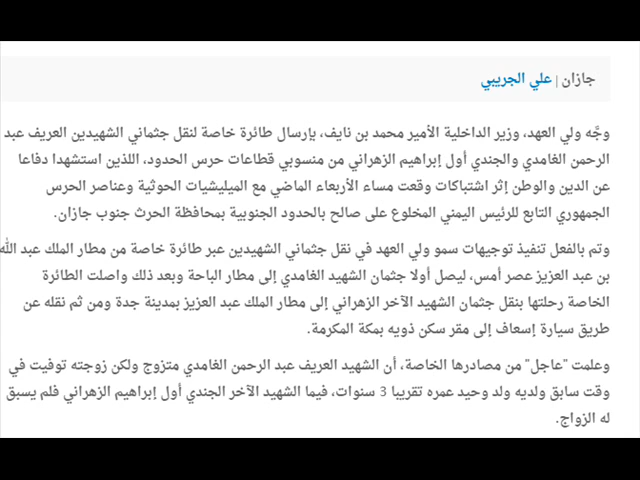 جازان | علي الجريبي
وجَّه ولي العهد، وزير الداخلية الأمير محمد بن نايف، بإرسال طائرة خاصة لنقل جثماني الشهيدين العريف عبد
الرحمن الغامدي والجندي أول إبراهيم الزهراني من منسوبي قطاعات حرس الحدود، اللذين استشهدا دفاعا
عن الدين والوطن إثر اشتباكات وقعت مساء الأربعاء الماضي مع الميليشيات الحوثية وعناصر الحرس
الجمهوري التابع للرئيس اليمني المخلوع على صالح بالحدود الجنوبية بمحافظة الحرث جنوب جازان.
وتم بالفعل تنفيذ توجيهات سمو ولي العهد في نقل جثماني الشهيدين عبر طائرة خاصة من مطار الملك عبد الله
بن عبد العزيز عصر أمس، ليصل أولا جثمان الشهيد الغامدي إلى مطار الباحة وبعد ذلك واصلت الطائرة
الخاصة رحلتها بنقل جثمان الشهيد الآخر الزهراني إلى مطار الملك عبد العزيز بمدينة جدة ومن ثم نقله عن
طريق سيارة إسعاف إلى مقر سكن ذويه بمكة المكرمة.
وعلمت "عاجل" من مصادرها الخاصة، أن الشهيد العريف عبد الرحمن الغامدي متزوج ولكن زوجته توفيت في
وقت سابق ولديه ولد وحيد عمره تقريبا 3 سنوات، فيما الشهيد الآخر الجندي أول إبراهيم الزهراني فلم يسبق
له الزواج.